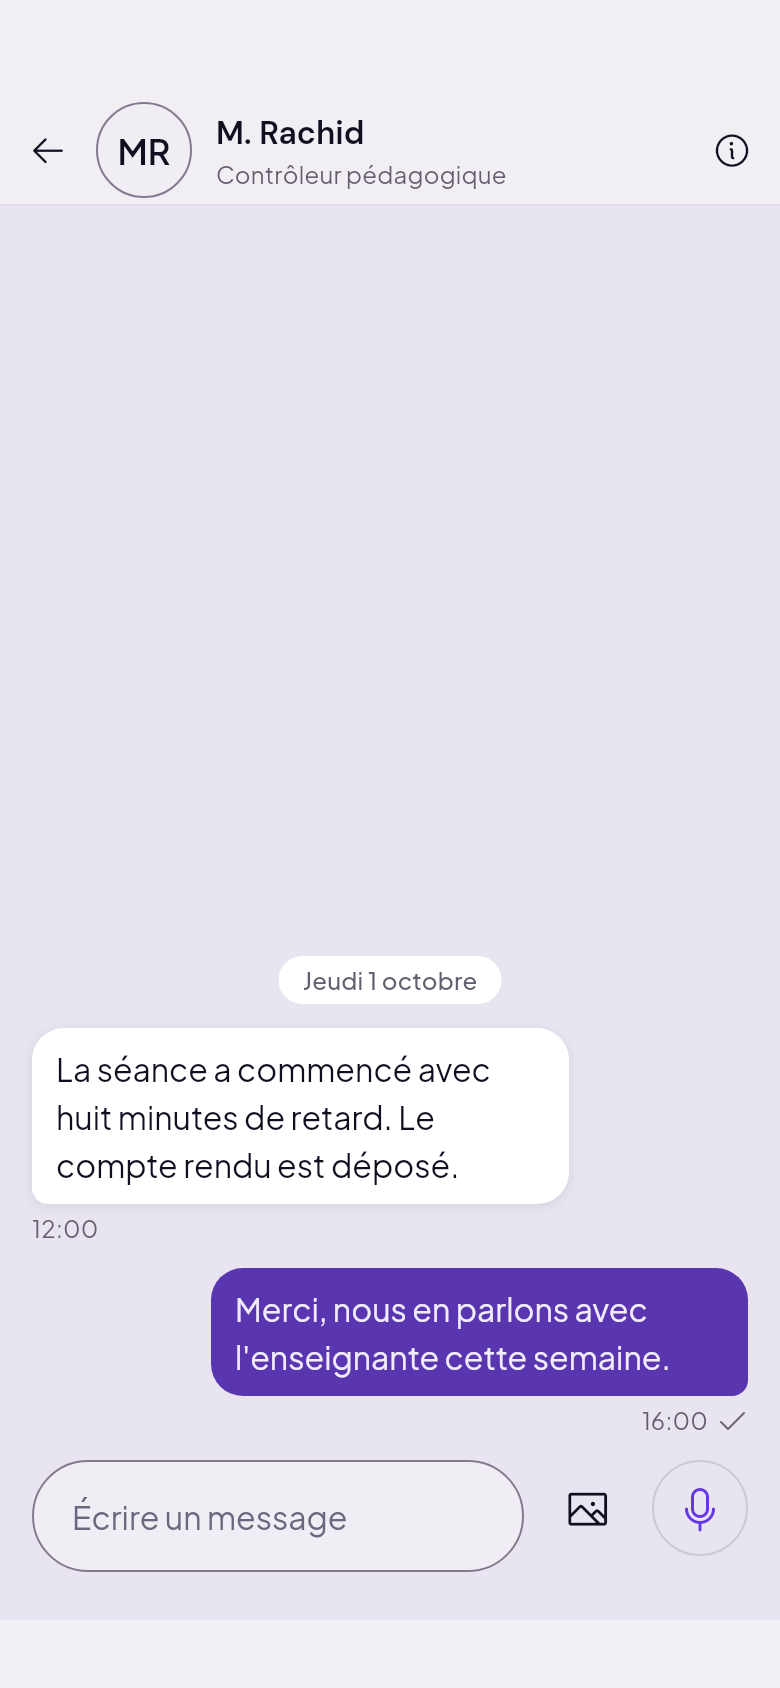 MR
M. Rachid
Contrôleur pédagogique
Jeudi 1 octobre
La séance a commencé avec
huit minutes de retard. Le
compte rendu est déposé.
12:00
Merci, nous en parlons avec
l'enseignante cette semaine.
16:00
Écrire un message